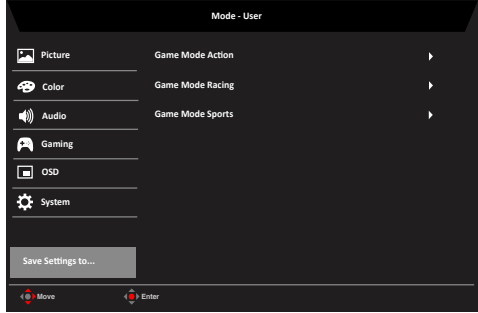 Mode - User
Picture
Game Mode Action
Color
Game Mode Racing
Audio
Game Mode Sports
Gaming
OSD
System
Save Settings to...
Move
Enter